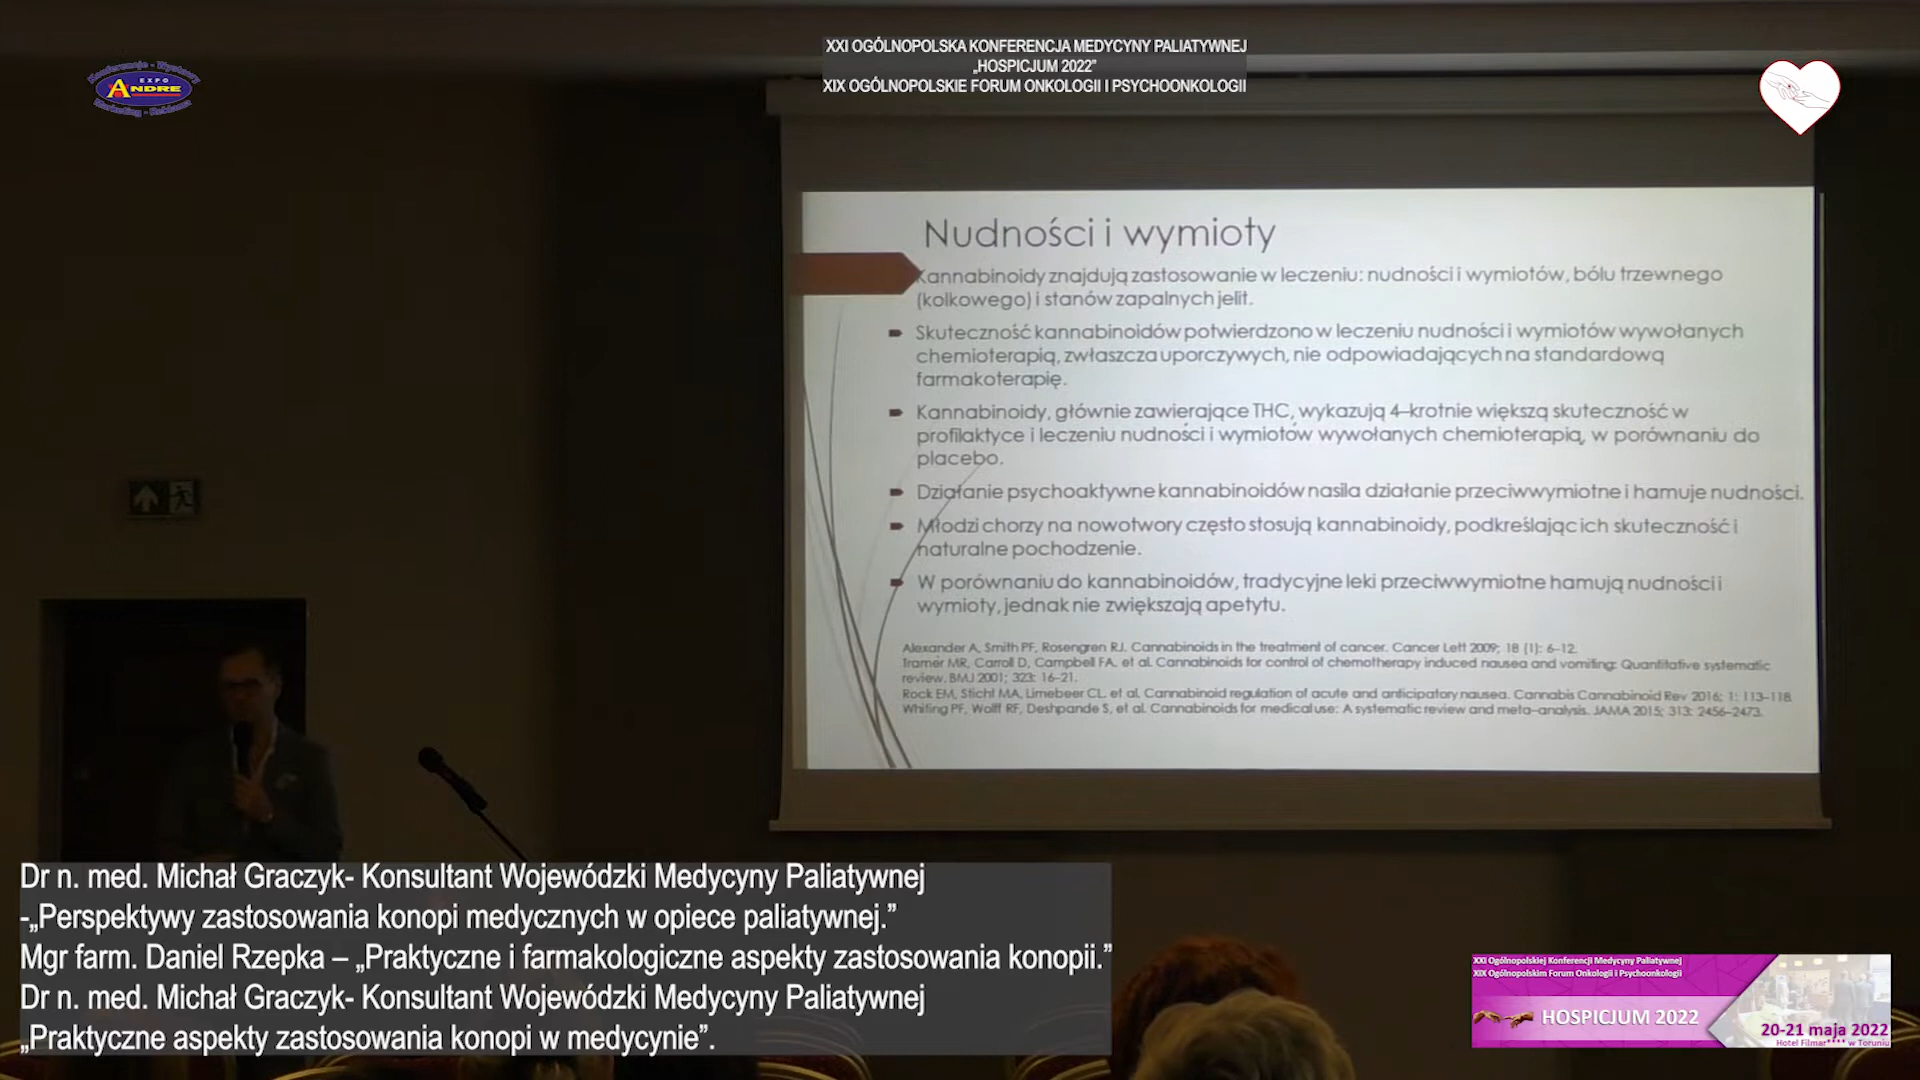 XXI OGÓLNOPOLSKA KONFERENCJA MEDYCYNY PALIATYWNEJ
„HOSPICJUM 2022”
XIX OGÓLNOPOLSKIE FORUM ONKOLOGII I PSYCHOONKOLOGII
Konferencje - Wystawy
EXPO
ANDRE
Marketing - Reklama
Nudności i wymioty
Kannabinoidy znajdują zastosowanie w leczeniu: nudności i wymiotów, bólu trzewnego
(kolkowego) i stanów zapalnych jelit.
Skuteczność kannabinoidów potwierdzono w leczeniu nudności i wymiotów wywołanych
chemioterapią, zwłaszcza uporczywych, nie odpowiadających na standardową
farmakoterapię.
Kannabinoidy, głównie zawierające THC, wykazują 4–krotnie większą skuteczność w
profilaktyce i leczeniu nudności i wymiotów wywołanych chemioterapią, w porównaniu do
placebo.
Działanie psychoaktywne kannabinoidów nasila działanie przeciwwymiotne i hamuje nudności.
Młodzi chorzy na nowotwory często stosują kannabinoidy, podkreślając ich skuteczność i
naturalne pochodzenie.
W porównaniu do kannabinoidów, tradycyjne leki przeciwwymiotne hamują nudności i
wymioty, jednak nie zwiększają apetytu.
Alexander A, Smith PF, Rosengren RJ. Cannabinoids in the treatment of cancer. Cancer Lett 2009; 18 (1): 6–12.
Tramer MR, Carroll D, Campbell FA. et al. Cannabinoids for control of chemotherapy induced nausea and vomiting: Quantitative systematic
review. BMJ 2001; 323: 16–21.
Rock EM, Sticht MA, Limebeer CL. et al. Cannabinoid regulation of acute and anticipatory nausea. Cannabis Cannabinoid Rev 2016; 1: 113–118.
Whiting PF, Wolff RF, Deshpande S, et al. Cannabinoids for medical use: A systematic review and meta–analysis. JAMA 2015; 313: 2456–2473.
Dr n. med. Michał Graczyk- Konsultant Wojewódzki Medycyny Paliatywnej
-„Perspektywy zastosowania konopi medycznych w opiece paliatywnej.”
Mgr farm. Daniel Rzepka – „Praktyczne i farmakologiczne aspekty zastosowania konopii.”
Dr n. med. Michał Graczyk- Konsultant Wojewódzki Medycyny Paliatywnej
„Praktyczne aspekty zastosowania konopi w medycynie”.
XXI Ogólnopolskiej Konferencji Medycyny Paliatywnej
XIX Ogólnopolskim Forum Onkologii i Psychoonkologii
HOSPICJUM 2022
20-21 maja 2022
Hotel Filmar**** w Toruniu